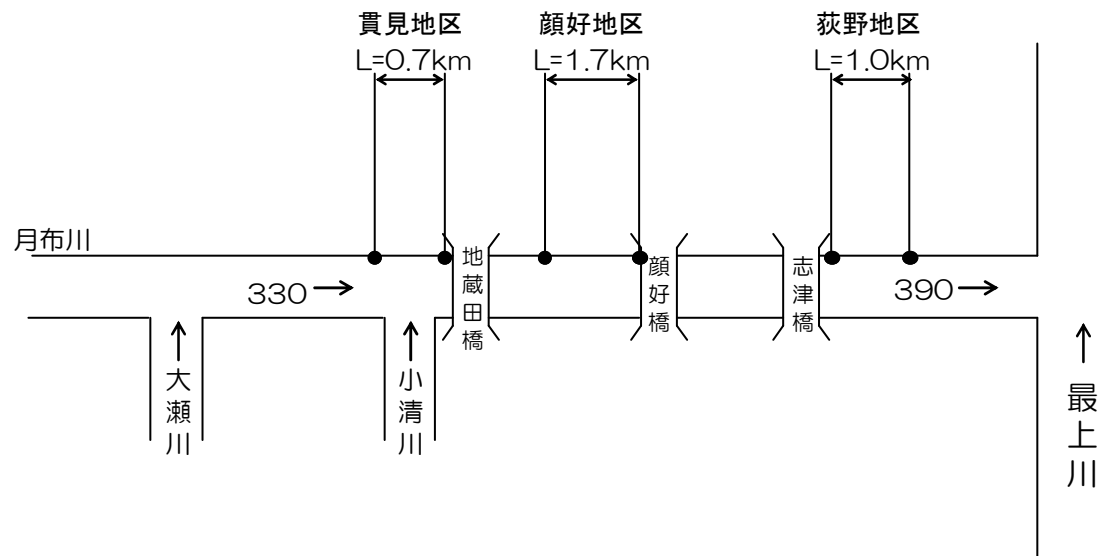 貫見地区
L=0.7km
顔好地区
L=1.7km
荻野地区
L=1.0km
月布川
330
390
地蔵田橋
顔好橋
志津橋
大瀬川
小清川
最上川